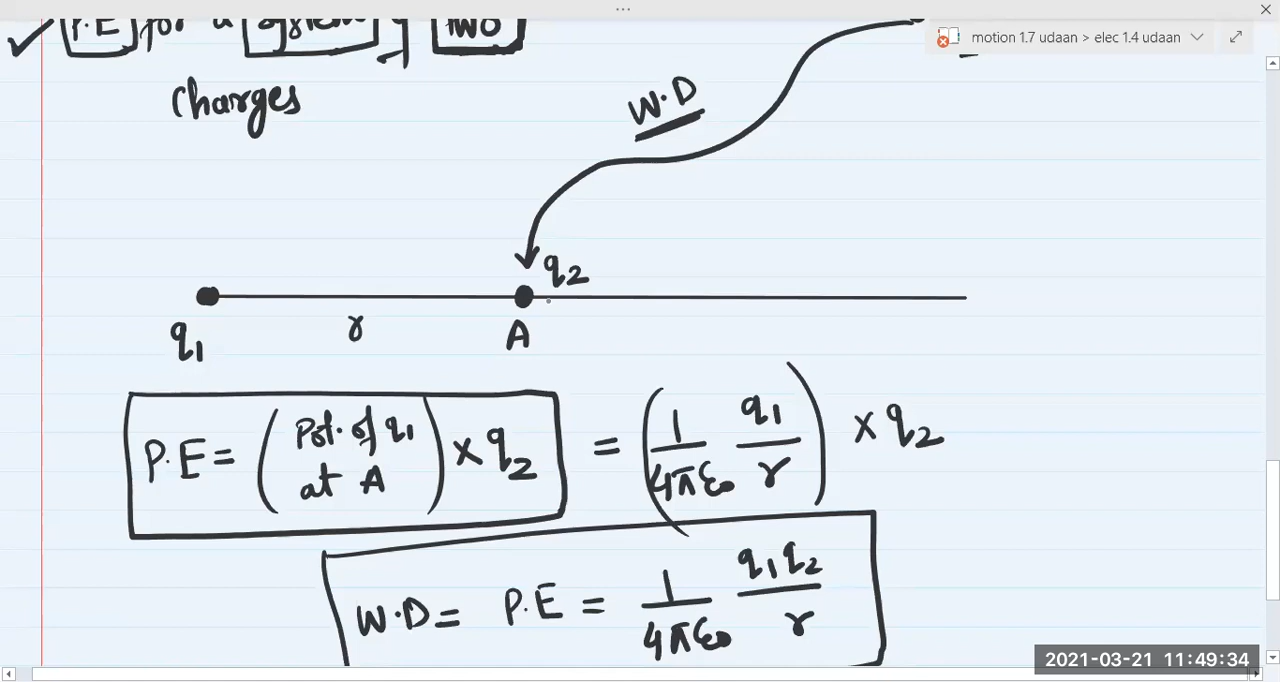 motion 1.7 udaan > elec 1.4 udaan
P.E for a system of two
charges
W.D
q₂
q₁ r A
P.E = (Pot. of q₁ at A) × q₂ = (1/4πε₀ q₁/r) × q₂
W.D = P.E = 1/4πε₀ q₁q₂/r
2021-03-21 11:49:34